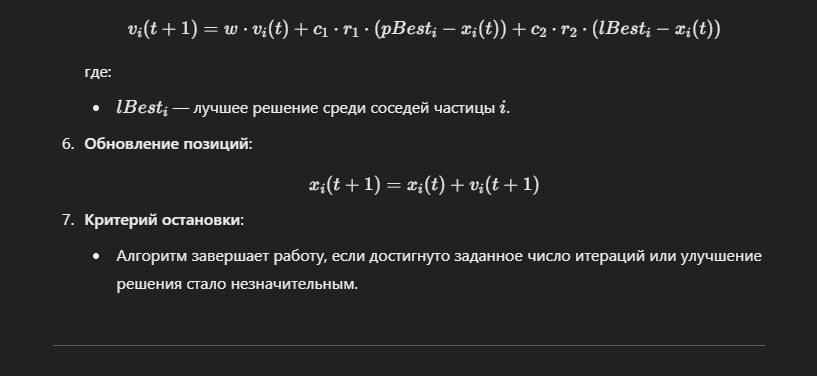 vᵢ(t + 1) = w · vᵢ(t) + c₁ · r₁ · (pBestᵢ − xᵢ(t)) + c₂ · r₂ · (lBestᵢ − xᵢ(t))
где:
• lBestᵢ — лучшее решение среди соседей частицы i.
6. Обновление позиций:
xᵢ(t + 1) = xᵢ(t) + vᵢ(t + 1)
7. Критерий остановки:
• Алгоритм завершает работу, если достигнуто заданное число итераций или улучшение
решения стало незначительным.